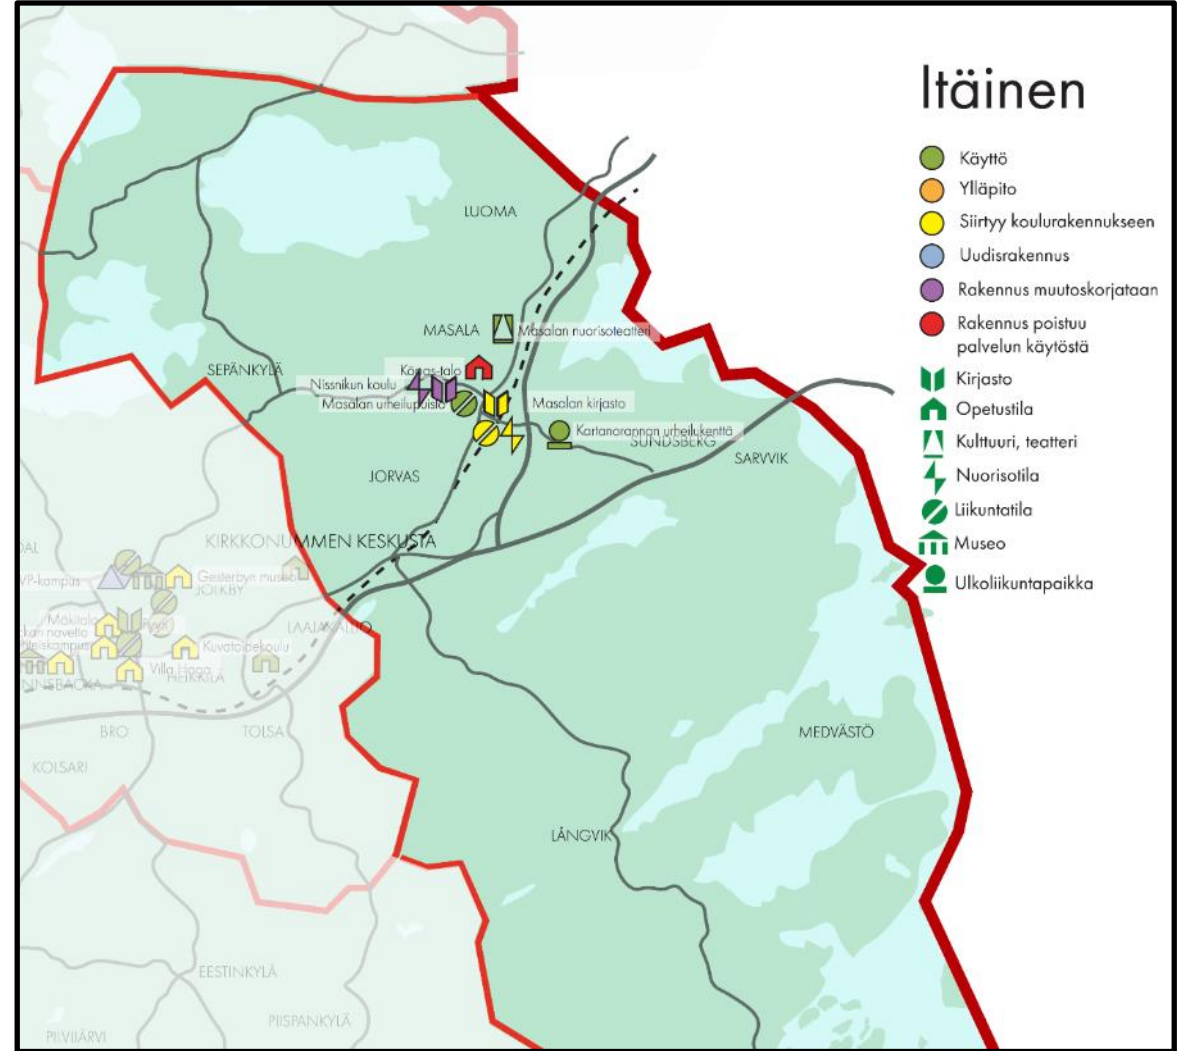 Itäinen
Käyttö
Ylläpito
Siirtyy koulurakennukseen
Uudisrakennus
Rakennus muutoskorjataan
Rakennus poistuu
palvelun käytöstä
Kirjasto
Opetustila
Kulttuuri, teatteri
Nuorisotila
Liikuntatila
Museo
Ulkoliikuntapaikka
LUOMA
MASALA
Masalan nuorisoteatteri
SEPÄNKYLÄ
Nissnikun koulu
Masalan urheilupuisto
Masalan kirjasto
Kartanorannan urheilukenttä
SUNDSBERG
SARVVIK
JORVAS
KIRKKONUMMEN KESKUSTA
Gesterbyn museo
JOLKBY
LAAJAKALLIO
Kuvataidekoulu
Villa Haga
HEIKKILÄ
BRO
TOLSA
KOLSARI
MEDVÄSTÖ
LÅNGVIK
EESTINKYLÄ
PIISPANKYLÄ
PILVIJÄRVI